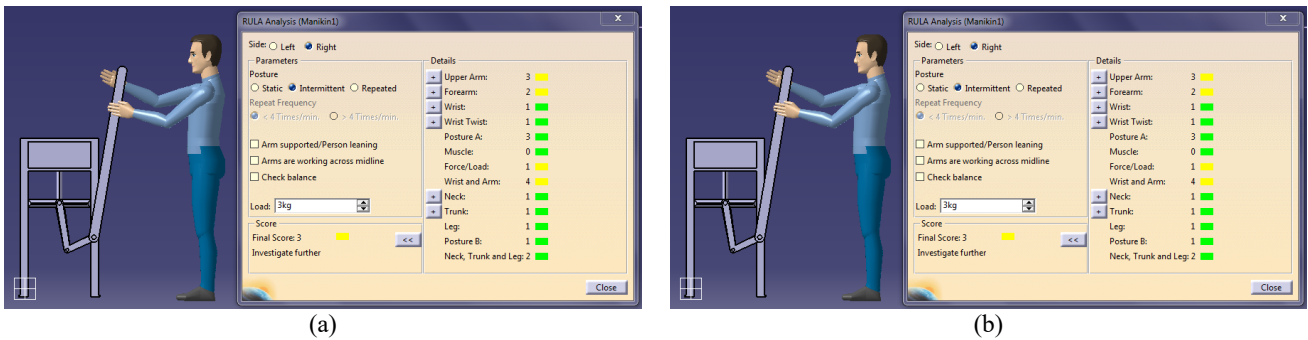 RULA Analysis (Manikin1)
X
Side: Left Right
Parameters
Posture
Static Intermittent Repeated
Repeat Frequency
< 4 Times/min. > 4 Times/min.
Arm supported/Person leaning
Arms are working across midline
Check balance
Load: 3kg
Score
Final Score: 3
Investigate further
<<
Details
+ Upper Arm: 3
+ Forearm: 2
+ Wrist: 1
+ Wrist Twist: 1
Posture A: 3
Muscle: 0
Force/Load: 1
Wrist and Arm: 4
+ Neck: 1
+ Trunk: 1
Leg: 1
Posture B: 1
Neck, Trunk and Leg: 2
Close
(a)
RULA Analysis (Manikin1)
X
Side: Left Right
Parameters
Posture
Static Intermittent Repeated
Repeat Frequency
< 4 Times/min. > 4 Times/min.
Arm supported/Person leaning
Arms are working across midline
Check balance
Load: 3kg
Score
Final Score: 3
Investigate further
<<
Details
+ Upper Arm: 3
+ Forearm: 2
+ Wrist: 1
+ Wrist Twist: 1
Posture A: 3
Muscle: 0
Force/Load: 1
Wrist and Arm: 4
+ Neck: 1
+ Trunk: 1
Leg: 1
Posture B: 1
Neck, Trunk and Leg: 2
Close
(b)